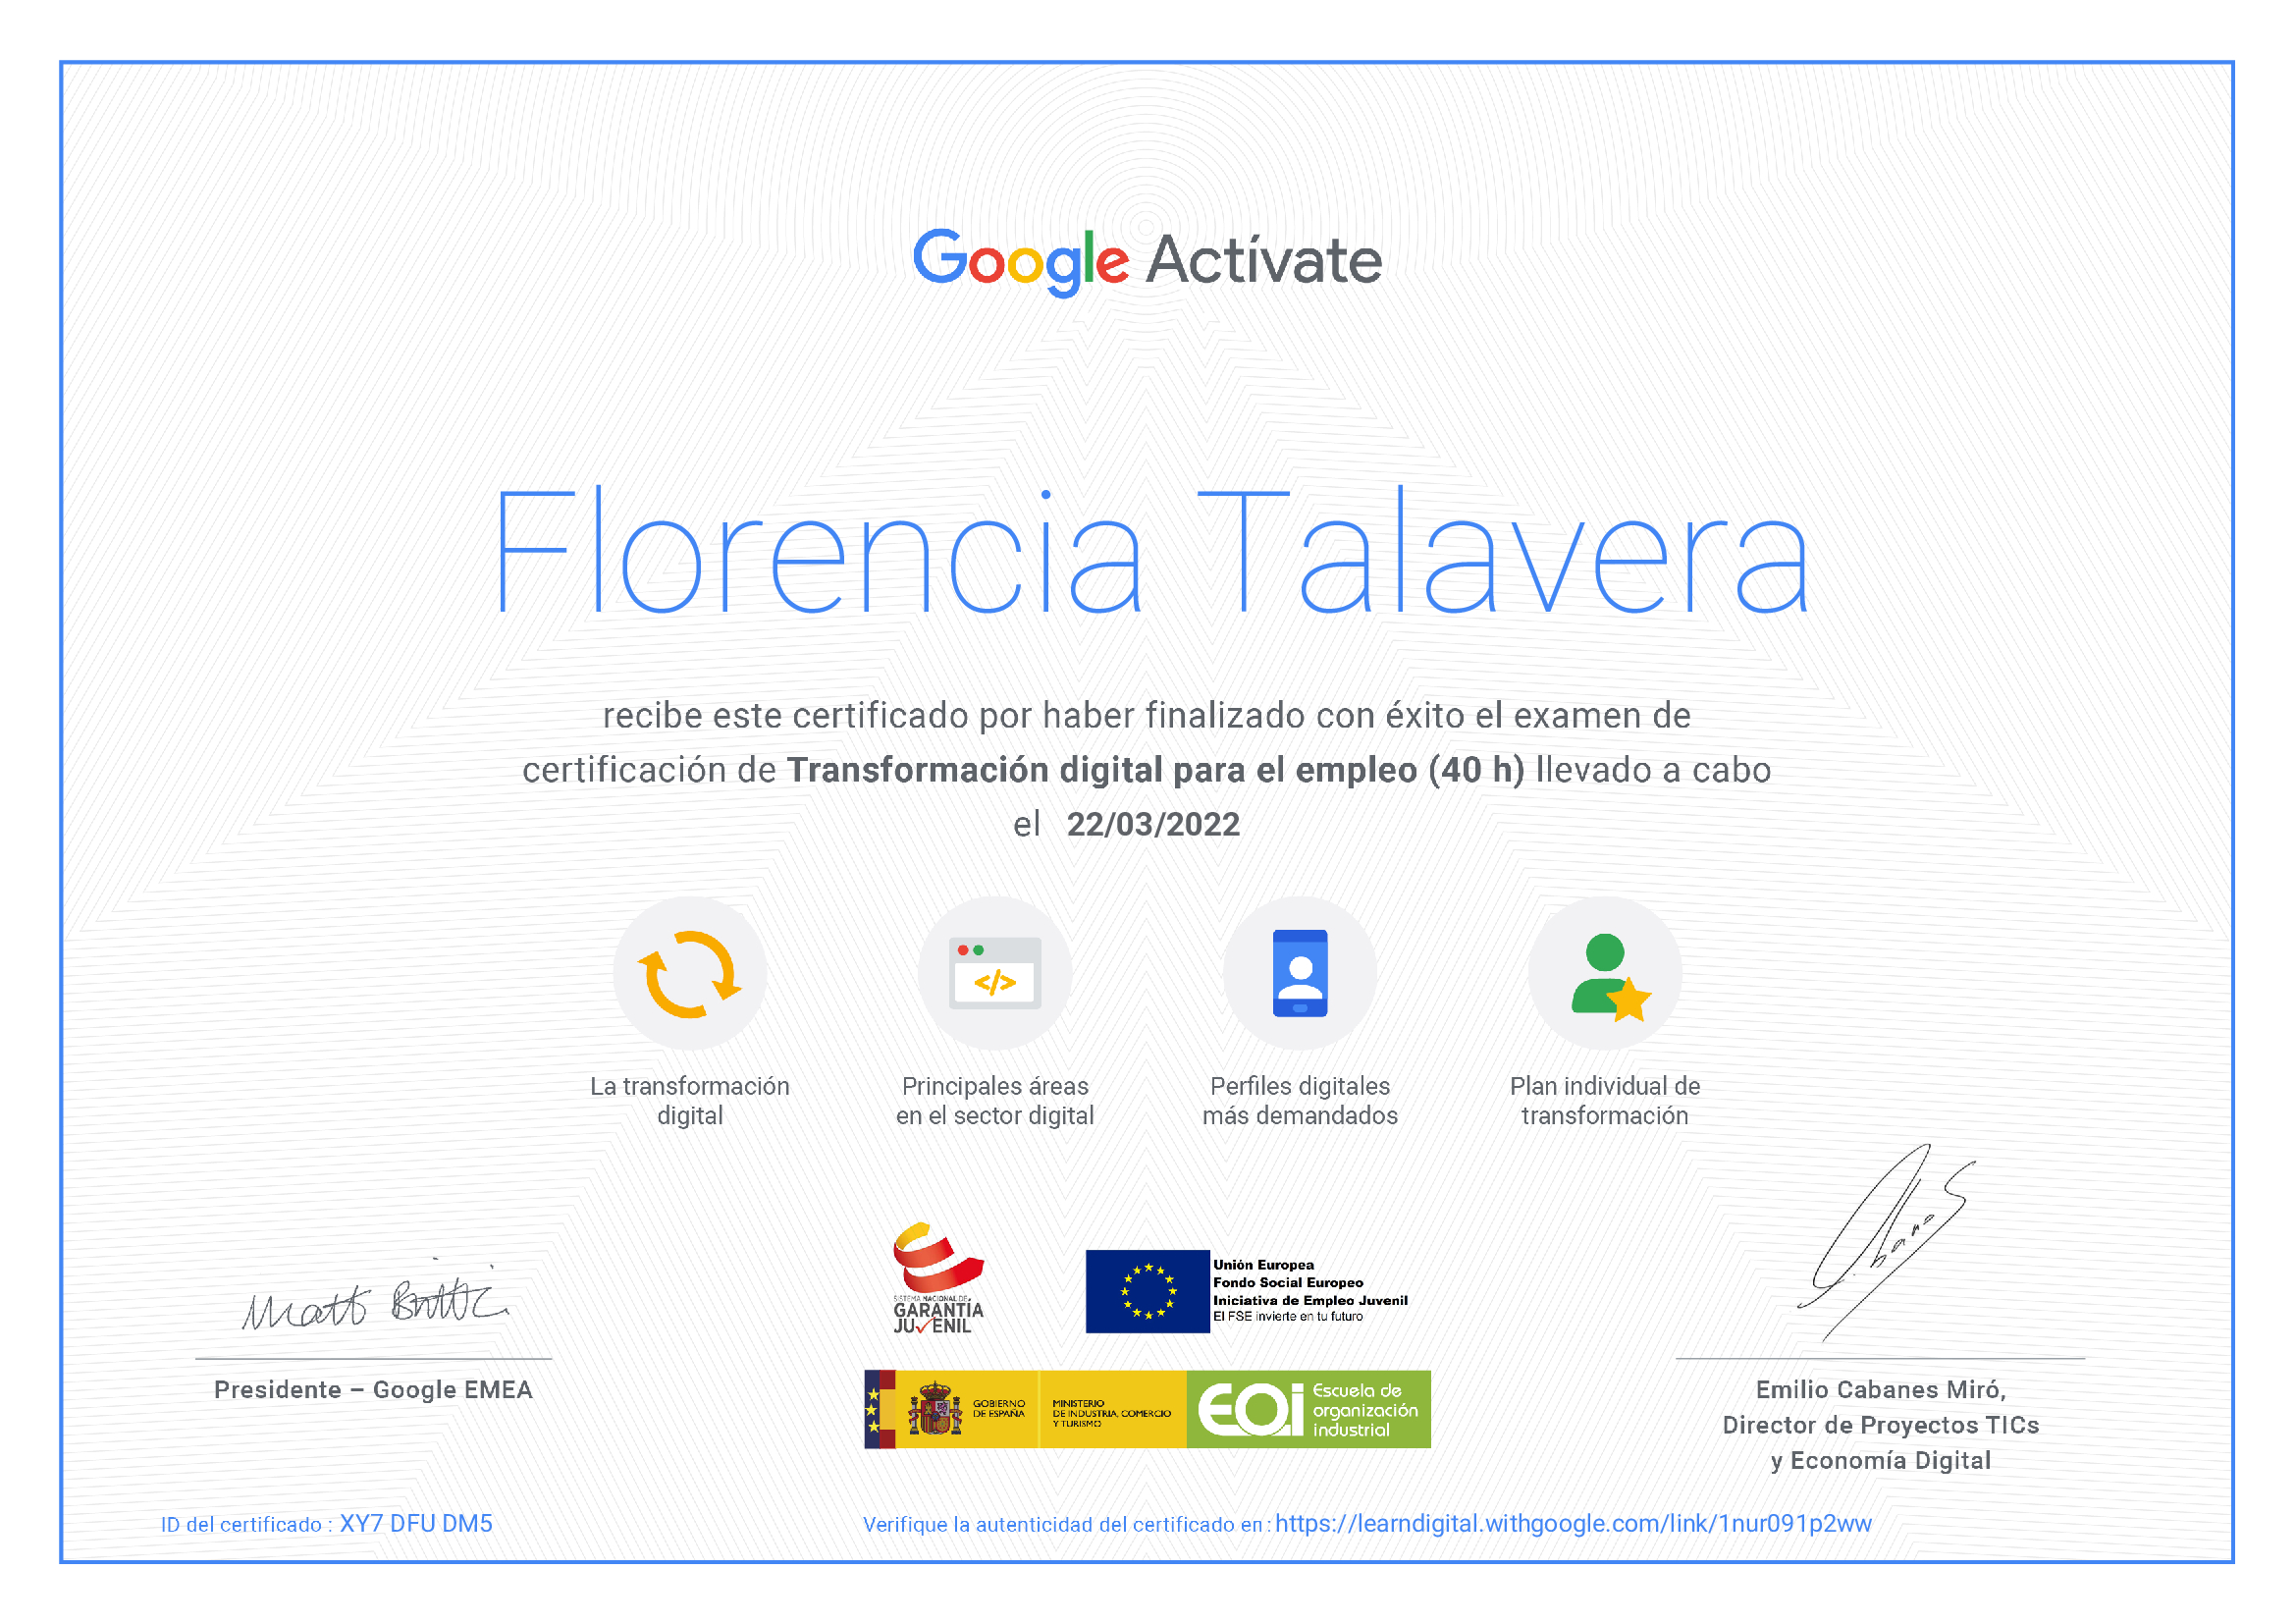 Google Actívate
Florencia Talavera
recibe este certificado por haber finalizado con éxito el examen de
certificación de Transformación digital para el empleo (40 h) llevado a cabo
el 22/03/2022
</>
La transformación
digital
Principales áreas
en el sector digital
Perfiles digitales
más demandados
Plan individual de
transformación
Matt Brittin
Presidente – Google EMEA
SISTEMA NACIONAL DE
GARANTIA
JUVENIL
Unión Europea
Fondo Social Europeo
Iniciativa de Empleo Juvenil
El FSE invierte en tu futuro
GOBIERNO
DE ESPAÑA
MINISTERIO
DE INDUSTRIA, COMERCIO
Y TURISMO
EOi
Escuela de
organización
industrial
Emilio Cabanes Miró,
Director de Proyectos TICs
y Economía Digital
ID del certificado : XY7 DFU DM5
Verifique la autenticidad del certificado en : https://learndigital.withgoogle.com/link/1nur091p2ww